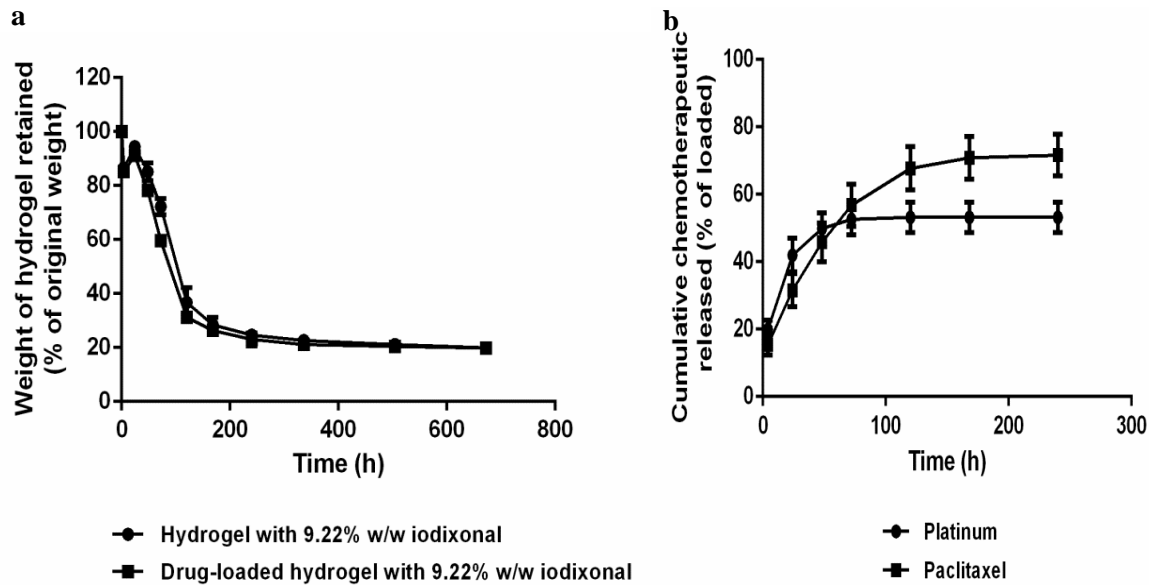 a
Weight of hydrogel retained
(% of original weight)
120
100
80
60
40
20
0
0 200 400 600 800
Time (h)
Hydrogel with 9.22% w/w iodixonal
Drug-loaded hydrogel with 9.22% w/w iodixonal
b
Cumulative chemotherapeutic
released (% of loaded)
100
80
60
40
20
0
0 100 200 300
Time (h)
Platinum
Paclitaxel